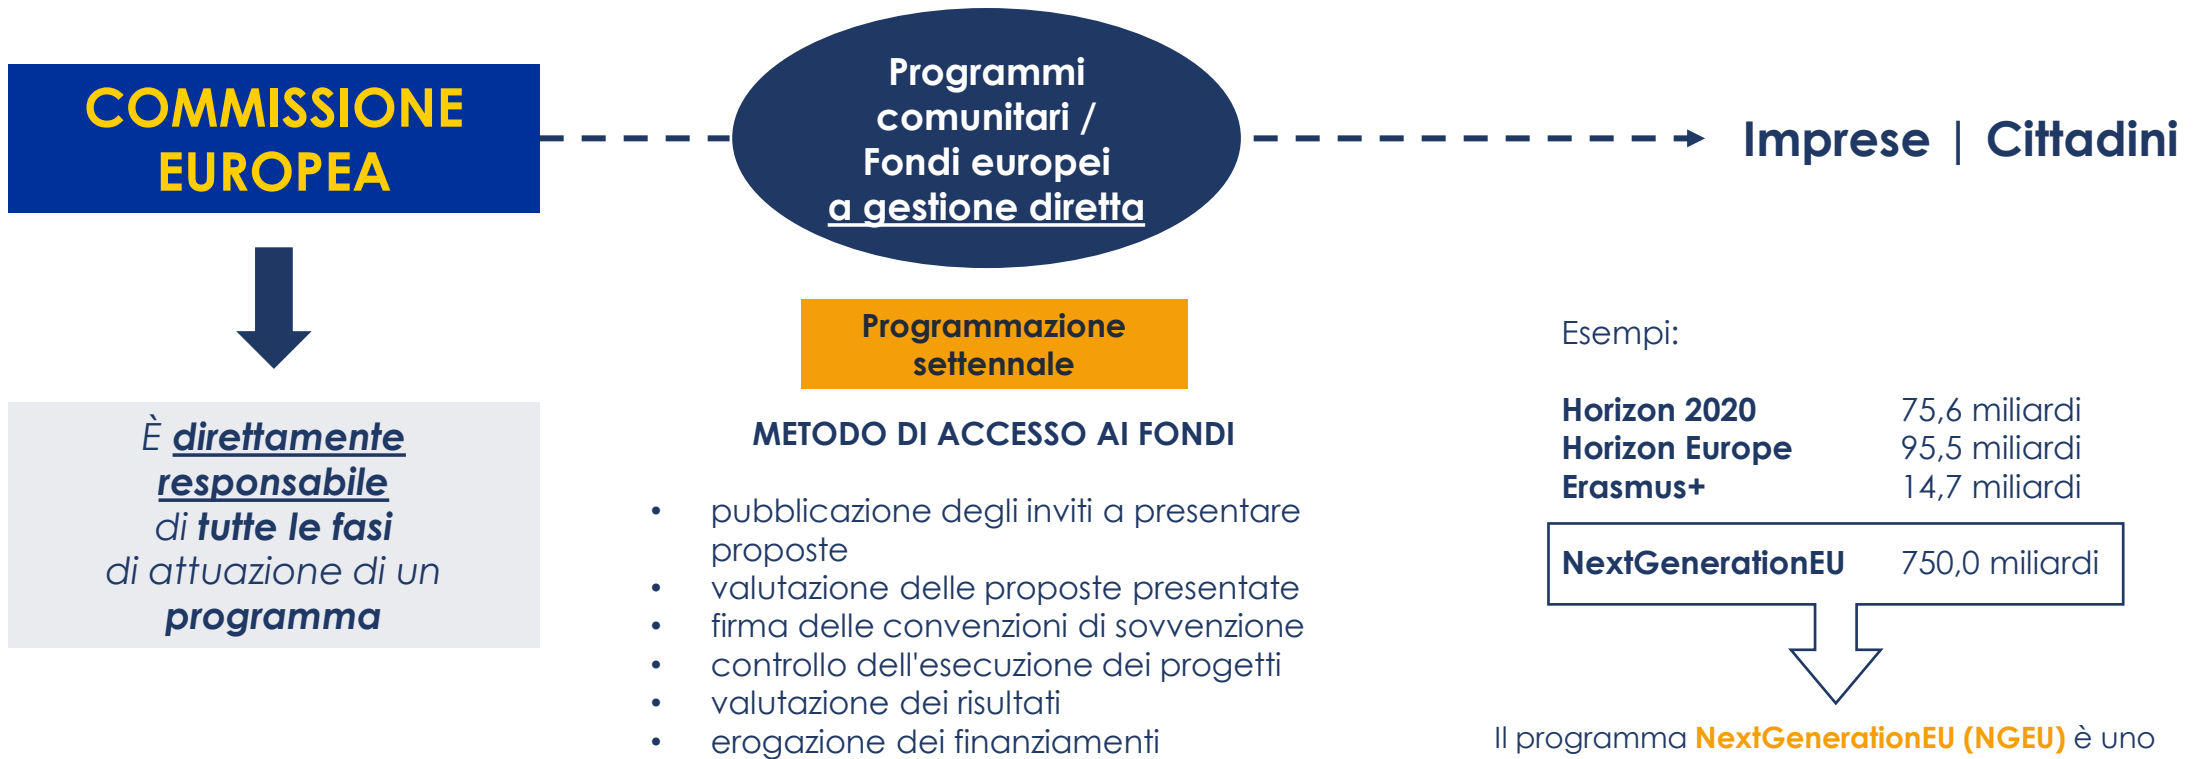 COMMISSIONE
EUROPEA
Programmi
comunitari /
Fondi europei
a gestione diretta
Imprese | Cittadini
È direttamente
responsabile
di tutte le fasi
di attuazione di un
programma
Programmazione
settennale
METODO DI ACCESSO AI FONDI
• pubblicazione degli inviti a presentare
proposte
• valutazione delle proposte presentate
• firma delle convenzioni di sovvenzione
• controllo dell'esecuzione dei progetti
• valutazione dei risultati
• erogazione dei finanziamenti
Esempi:
Horizon 2020 75,6 miliardi
Horizon Europe 95,5 miliardi
Erasmus+ 14,7 miliardi
NextGenerationEU 750,0 miliardi
Il programma NextGenerationEU (NGEU) è uno